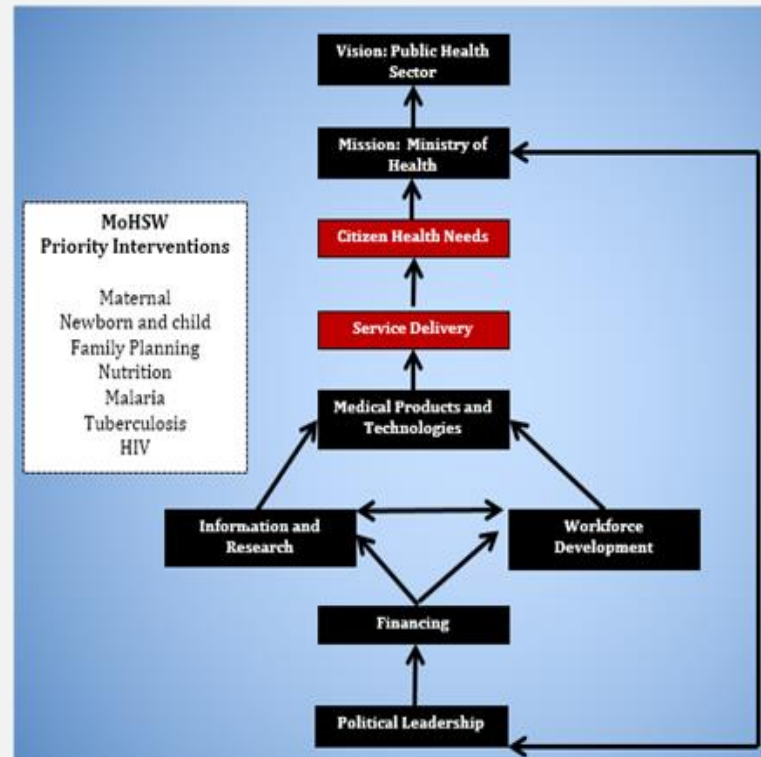 Vision: Public Health
Sector
Mission: Ministry of
Health
MoHSW
Priority Interventions
Maternal
Newborn and child
Family Planning
Nutrition
Malaria
Tuberculosis
HIV
Citizen Health Needs
Service Delivery
Medical Products and
Technologies
Information and
Research
Workforce
Development
Financing
Political Leadership